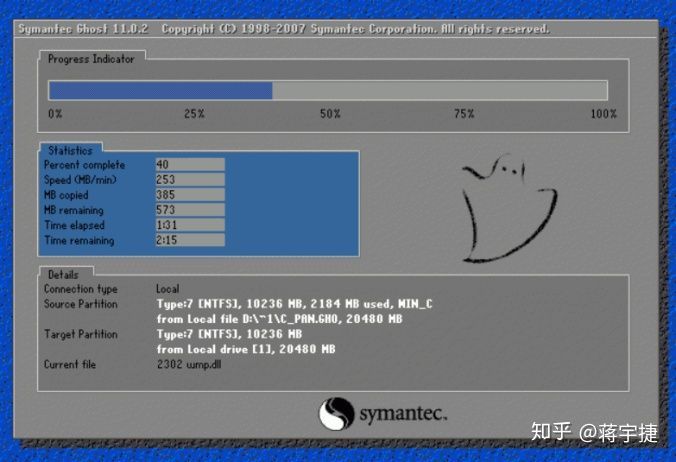 Symantec Ghost 11.0.2 Copyright (C) 1998-2007 Symantec Corporation. All rights reserved.
Progress Indicator
0% 25% 50% 75% 100%
Statistics
Percent complete 40
Speed (MB/min) 253
MB copied 385
MB remaining 573
Time elapsed 1:31
Time remaining 2:15
Details
Connection type Local
Source Partition Type:7 [NTFS], 10236 MB, 2184 MB used, WIN_C
from Local file D:\~1\C_PAN.GHO, 20480 MB
Target Partition Type:7 [NTFS], 10236 MB
from Local drive [1], 20480 MB
Current file 2302 wmp.dll
symantec.
知乎 @蒋宇捷